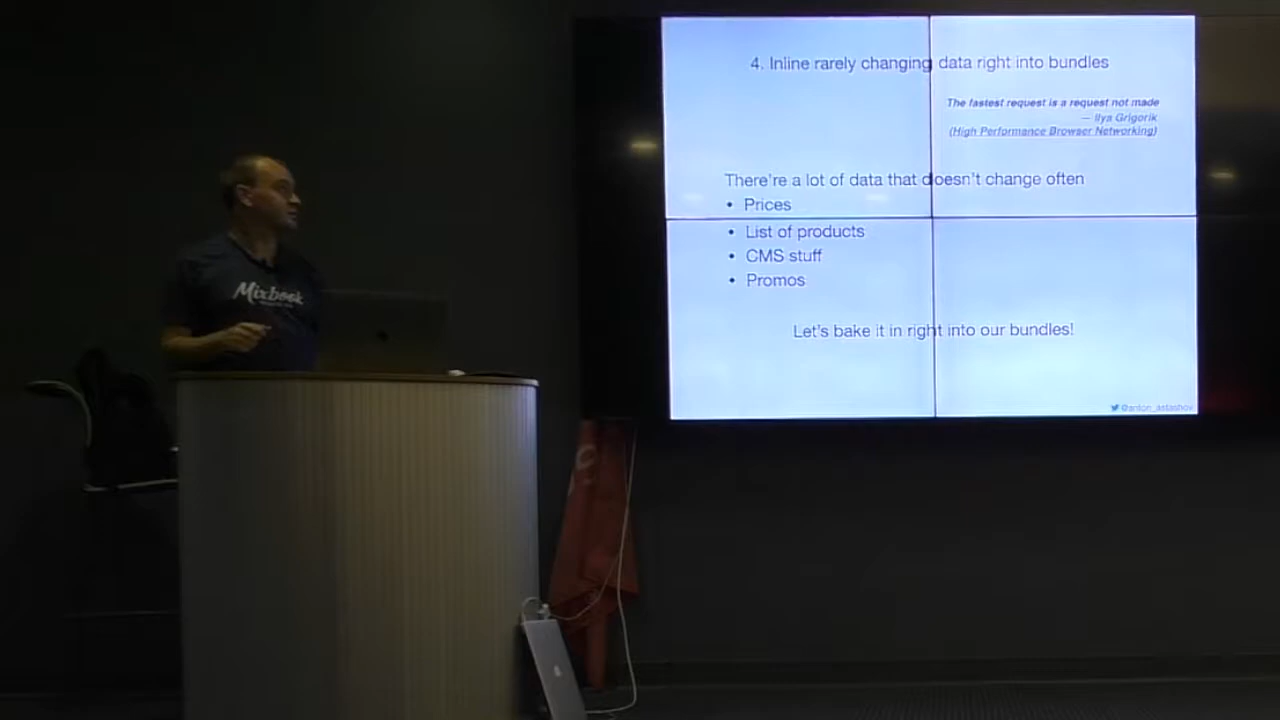 4. Inline rarely changing data right into bundles
The fastest request is a request not made
— Ilya Grigorik
(High Performance Browser Networking)
There're a lot of data that doesn't change often
• Prices
• List of products
• CMS stuff
• Promos
Let's bake it in right into our bundles!
@anton_astashov
Mixbook